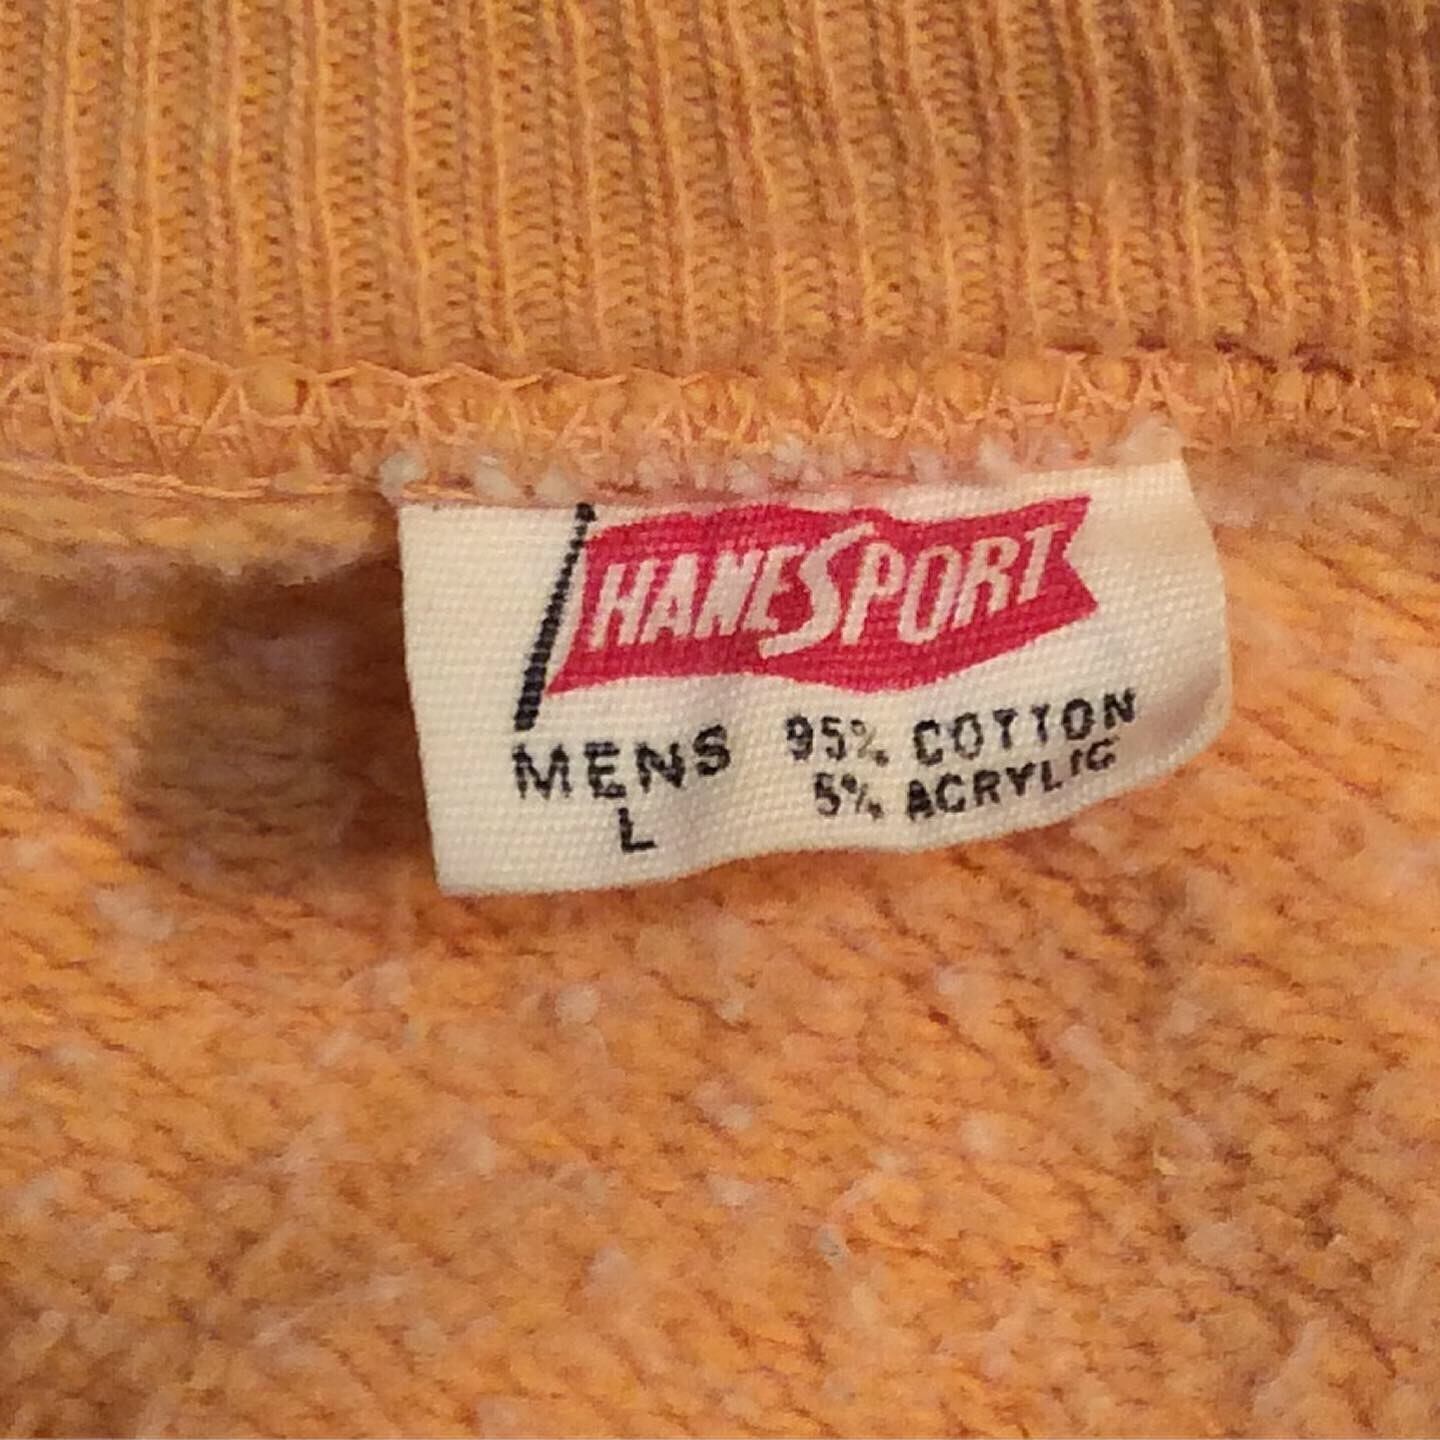 HANESPORT
MENS 95% COTTON
L 5% ACRYLIC